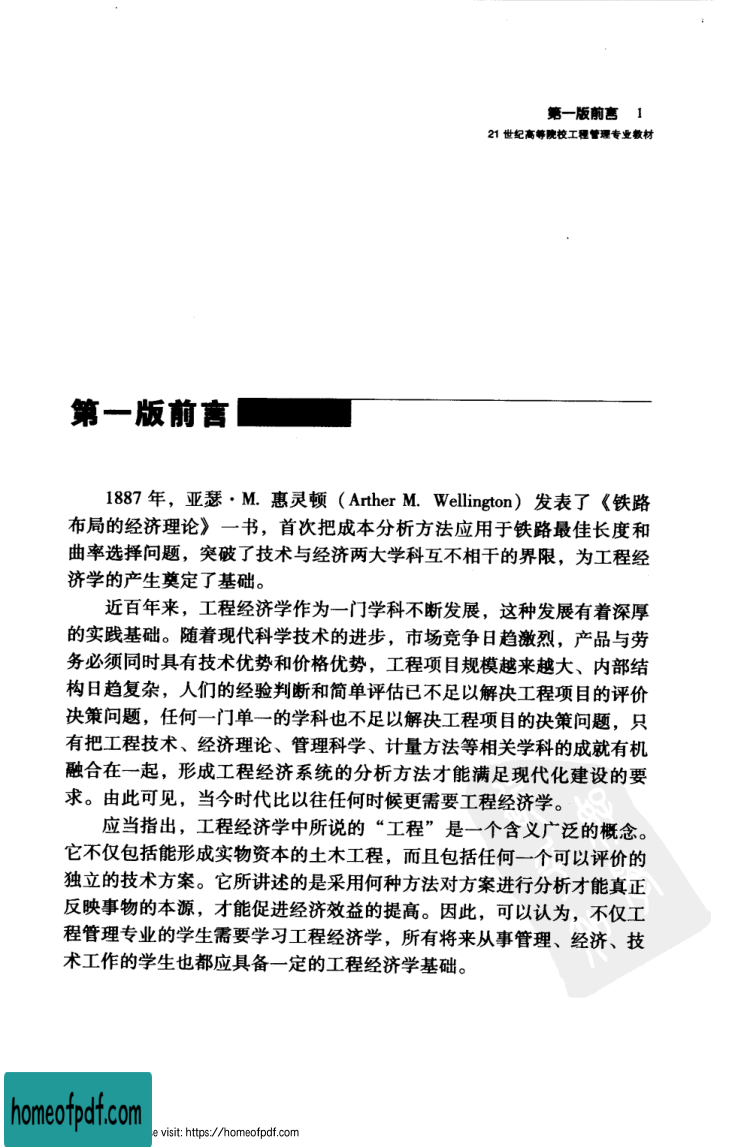 第一版前言 I
21世纪高等院校工程管理专业教材
第一版前言
1887年，亚瑟·M.惠灵顿（Arther M. Wellington）发表了《铁路
布局的经济理论》一书，首次把成本分析方法应用于铁路最佳长度和
曲率选择问题，突破了技术与经济两大学科互不相干的界限，为工程经
济学的产生奠定了基础。
近百年来，工程经济学作为一门学科不断发展，这种发展有着深厚
的实践基础。随着现代科学技术的进步，市场竞争日趋激烈，产品与劳
务必须同时具有技术优势和价格优势，工程项目规模越来越大、内部结
构日趋复杂，人们的经验判断和简单评估已不足以解决工程项目的评价
决策问题，任何一门单一的学科也不足以解决工程项目的决策问题，只
有把工程技术、经济理论、管理科学、计量方法等相关学科的成就有机
融合在一起，形成工程经济系统的分析方法才能满足现代化建设的要
求。由此可见，当今时代比以往任何时候更需要工程经济学。
应当指出，工程经济学中所说的“工程”是一个含义广泛的概念。
它不仅包括能形成实物资本的土木工程，而且包括任何一个可以评价的
独立的技术方案。它所讲述的是采用何种方法对方案进行分析才能真正
反映事物的本源，才能促进经济效益的提高。因此，可以认为，不仅工
程管理专业的学生需要学习工程经济学，所有将来从事管理、经济、技
术工作的学生也都应具备一定的工程经济学基础。
homeofpdf.com
e visit: https://homeofpdf.com